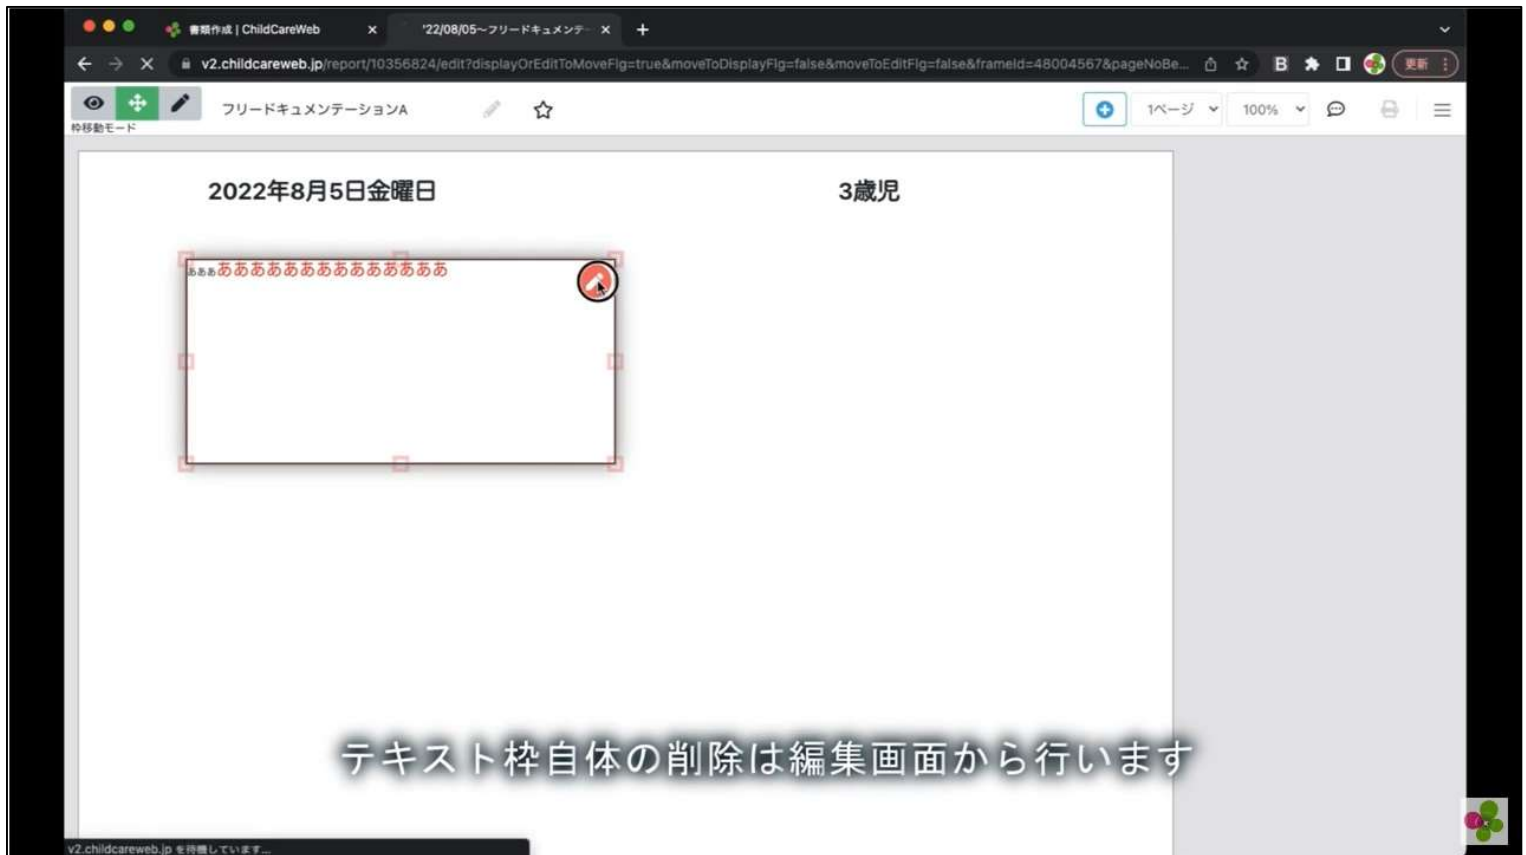 書類作成 | ChildCareWeb
'22/08/05〜フリードキュメンテ
v2.childcareweb.jp/report/10356824/edit?displayOrEditToMoveFlg=true&moveToDisplayFlg=false&moveToEditFlg=false&frameId=48004567&pageNoBe...
B
更新
枠移動モード
フリードキュメンテーションA
1ページ
100%
2022年8月5日金曜日
3歳児
あああああああああああああああああ
テキスト枠自体の削除は編集画面から行います
v2.childcareweb.jp を待機しています...